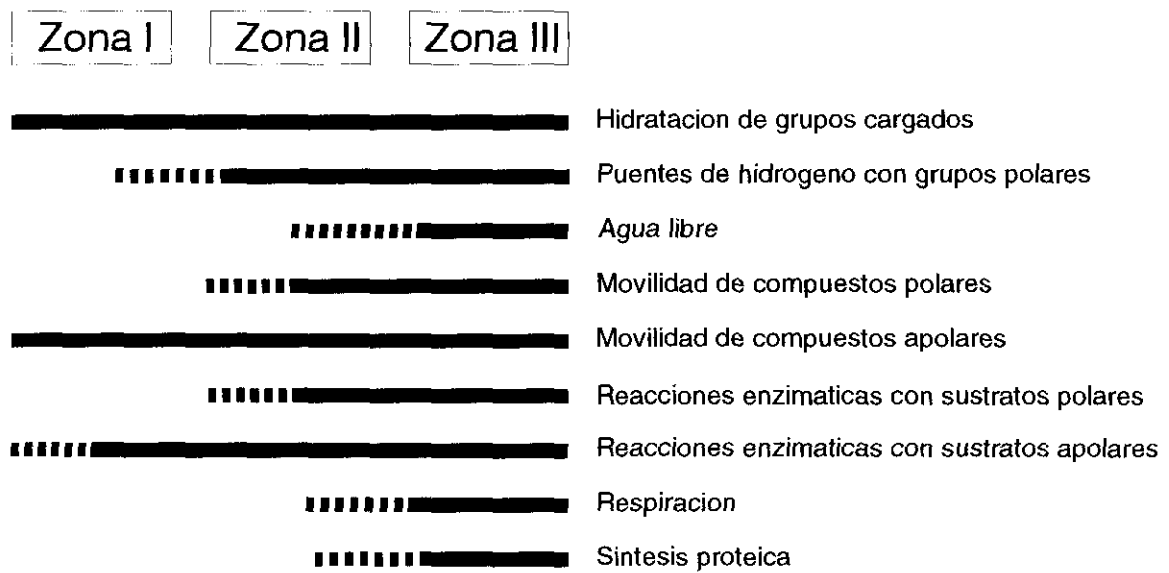 Zona I Zona II Zona III
Hidratacion de grupos cargados
Puentes de hidrogeno con grupos polares
Agua libre
Movilidad de compuestos polares
Movilidad de compuestos apolares
Reacciones enzimaticas con sustratos polares
Reacciones enzimaticas con sustratos apolares
Respiracion
Sintesis proteica